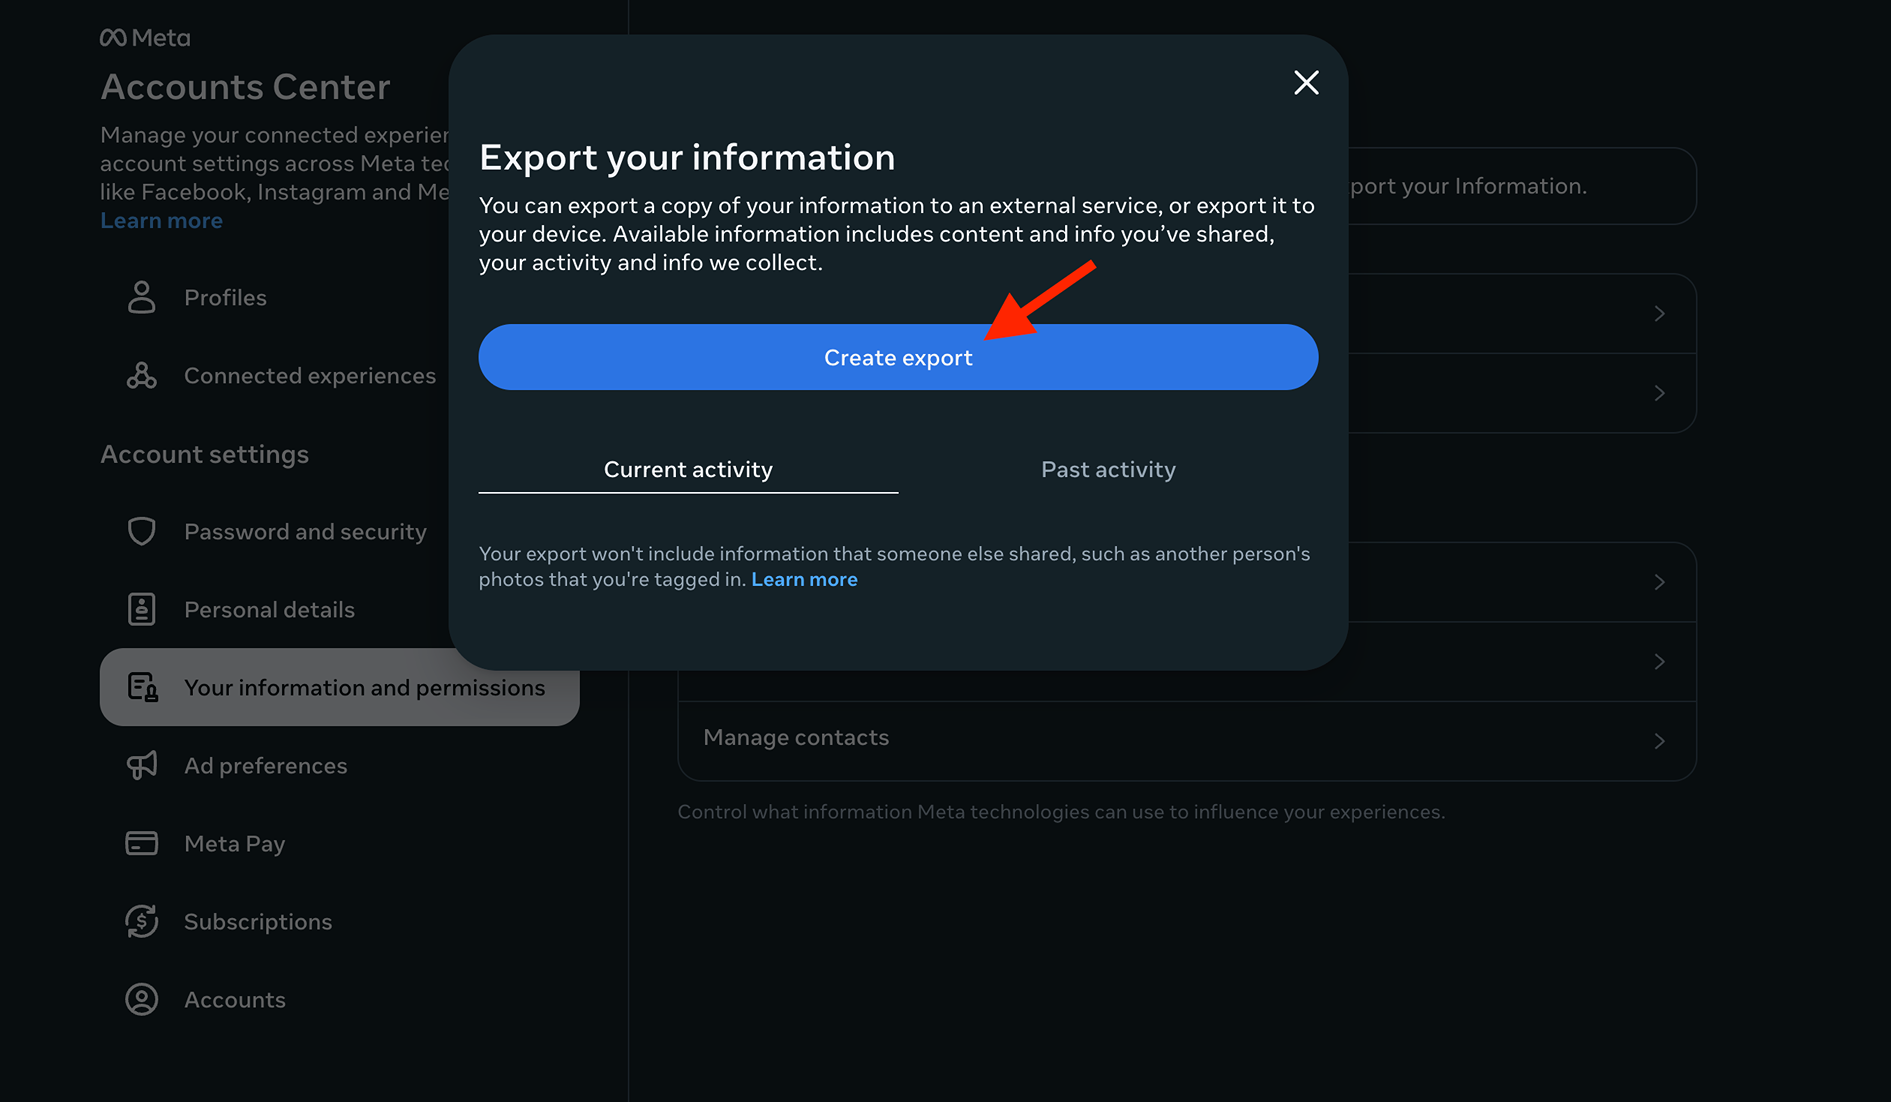 Meta
Accounts Center
Manage your connected experien
account settings across Meta tec
like Facebook, Instagram and Me
Learn more
Profiles
Connected experiences
Account settings
Password and security
Personal details
Your information and permissions
Ad preferences
Meta Pay
Subscriptions
Accounts
Export your information
You can export a copy of your information to an external service, or export it to
your device. Available information includes content and info you’ve shared,
your activity and info we collect.
Create export
Current activity
Past activity
Your export won't include information that someone else shared, such as another person's
photos that you're tagged in. Learn more
port your Information.
Manage contacts
Control what information Meta technologies can use to influence your experiences.